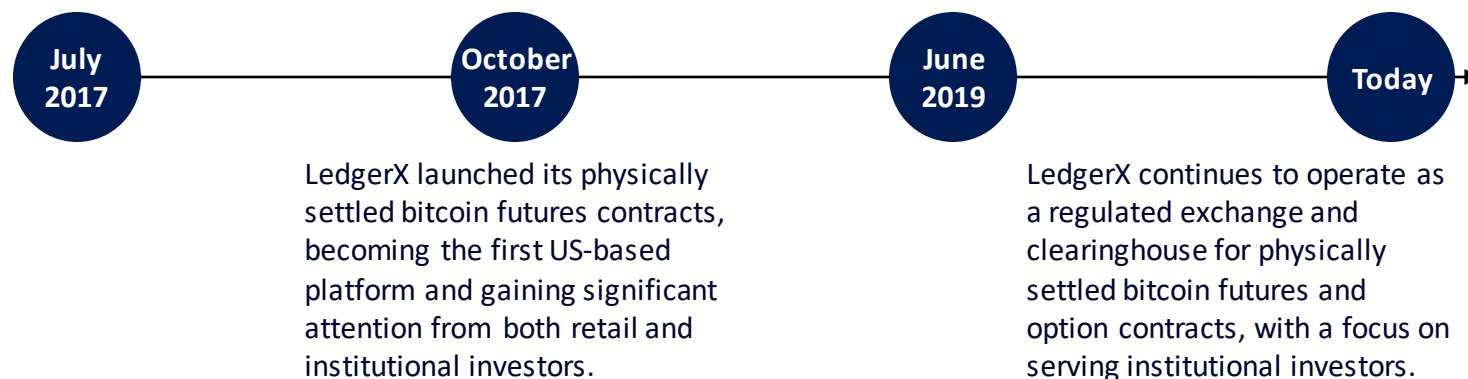 July
2017
October
2017
June
2019
Today
LedgerX launched its physically
settled bitcoin futures contracts,
becoming the first US-based
platform and gaining significant
attention from both retail and
institutional investors.
LedgerX continues to operate as
a regulated exchange and
clearinghouse for physically
settled bitcoin futures and
option contracts, with a focus on
serving institutional investors.